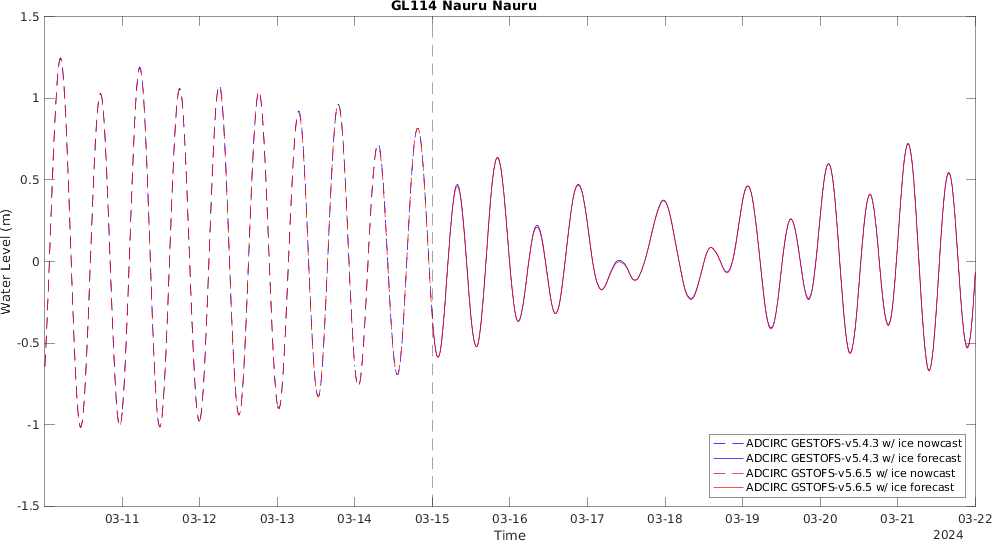 GL114 Nauru Nauru
Water Level (m)
1.5
1
0.5
0
-0.5
-1
-1.5
ADCIRC GESTOFS-v5.4.3 w/ ice nowcast
ADCIRC GESTOFS-v5.4.3 w/ ice forecast
ADCIRC GSTOFS-v5.6.5 w/ ice nowcast
ADCIRC GSTOFS-v5.6.5 w/ ice forecast
03-11 03-12 03-13 03-14 03-15 03-16 03-17 03-18 03-19 03-20 03-21 03-22
Time
2024